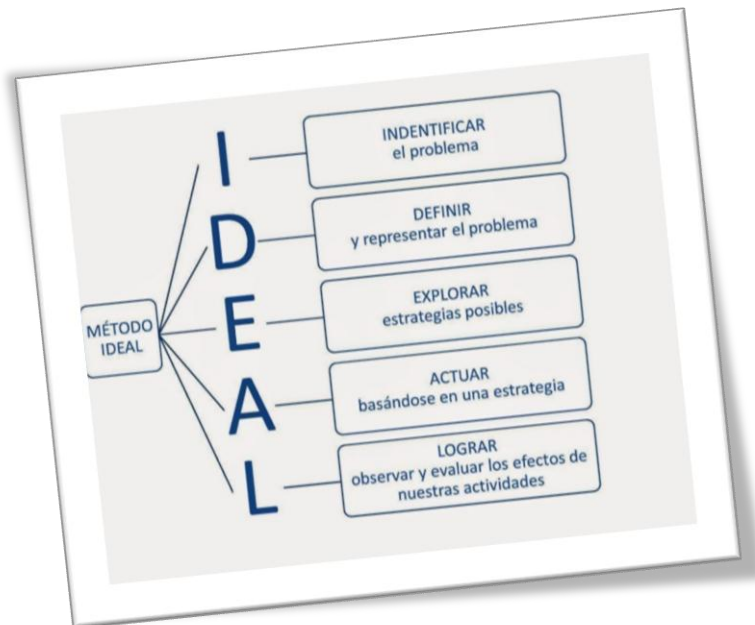 MÉTODO
IDEAL
I
INDENTIFICAR
el problema
D
DEFINIR
y representar el problema
E
EXPLORAR
estrategias posibles
A
ACTUAR
basándose en una estrategia
L
LOGRAR
observar y evaluar los efectos de
nuestras actividades